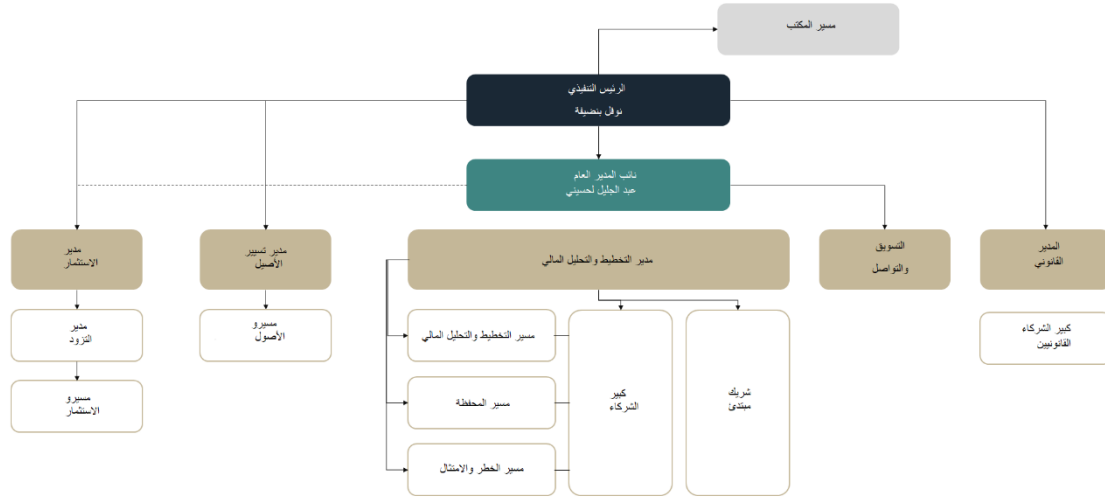 مسير المكتب
الرئيس التنفيذي
نوفل بنضيفة
نائب المدير العام
عبد الجليل لحسيني
المدير
القانوني
التسويق
والتواصل
مدير التخطيط والتحليل المالي
مدير تسيير
الأصيل
مدير
الاستثمار
كبير الشركاء
القانونيين
شريك
مبتدئ
كبير
الشركاء
مسير التخطيط والتحليل المالي
مسير المحفظة
مسير الخطر والامتثال
مسيرو
الأصول
مدير
التزود
مسيرو
الاستثمار